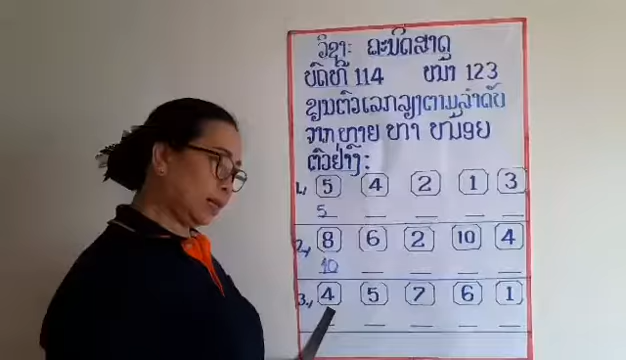 ວິຊາ: ຄະນິດສາດ
ບົດທີ 114 ໜ້າ 123
ຂຽນຕົວເລກລຽງຕາມລຳດັບ
ຈາກ ຫຼາຍ ຫາ ໜ້ອຍ
ຕົວຢ່າງ:
1, 5 4 2 1 3
5
2, 8 6 2 10 4
10
3, 4 5 7 6 1